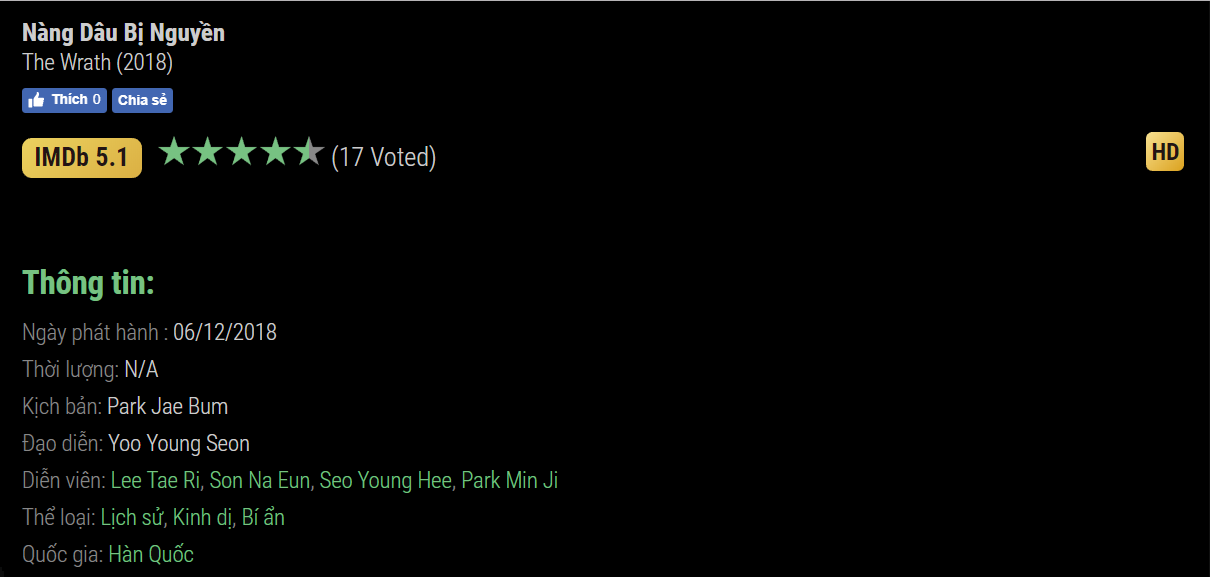 Nàng Dâu Bị Nguyền
The Wrath (2018)
Thích 0 Chia sẻ
IMDb 5.1 (17 Voted) HD
Thông tin:
Ngày phát hành : 06/12/2018
Thời lượng: N/A
Kịch bản: Park Jae Bum
Đạo diễn: Yoo Young Seon
Diễn viên: Lee Tae Ri, Son Na Eun, Seo Young Hee, Park Min Ji
Thể loại: Lịch sử, Kinh dị, Bí ẩn
Quốc gia: Hàn Quốc